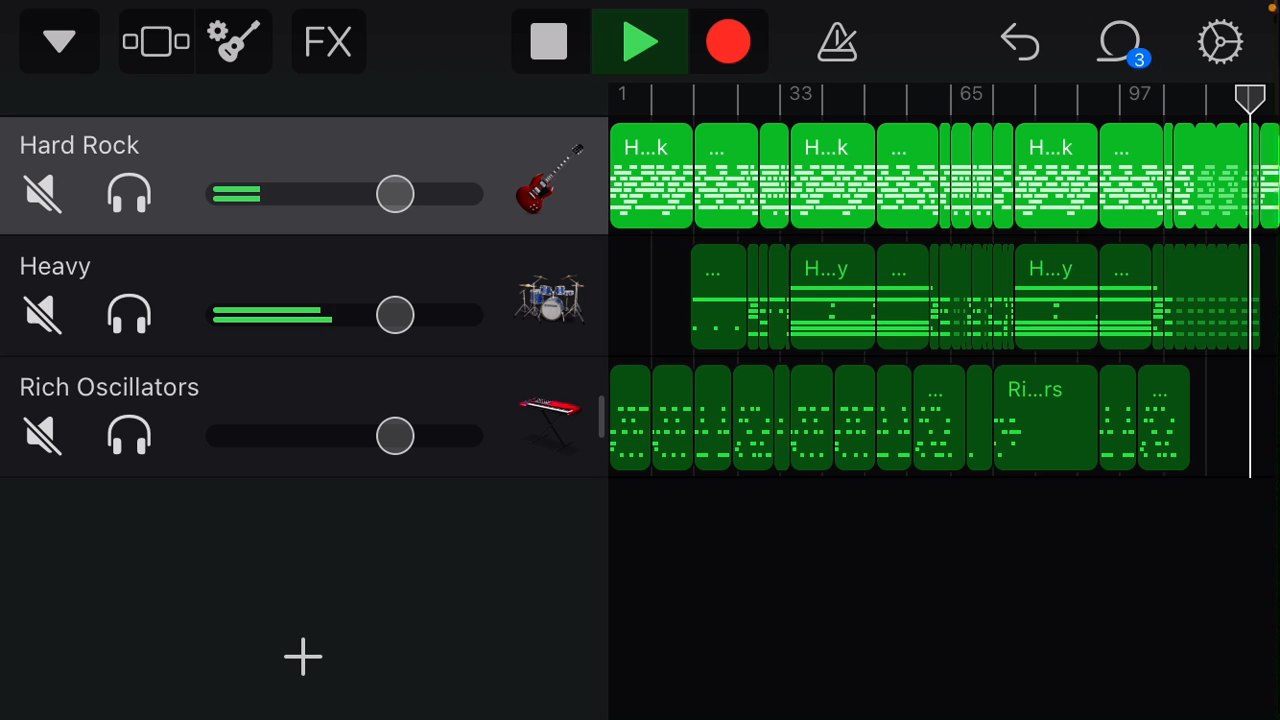 FX
3
1 33 65 97
Hard Rock
H...k ... H...k ... H...k ...
Heavy
... H...y ... H...y ...
Rich Oscillators
... Ri...rs ...